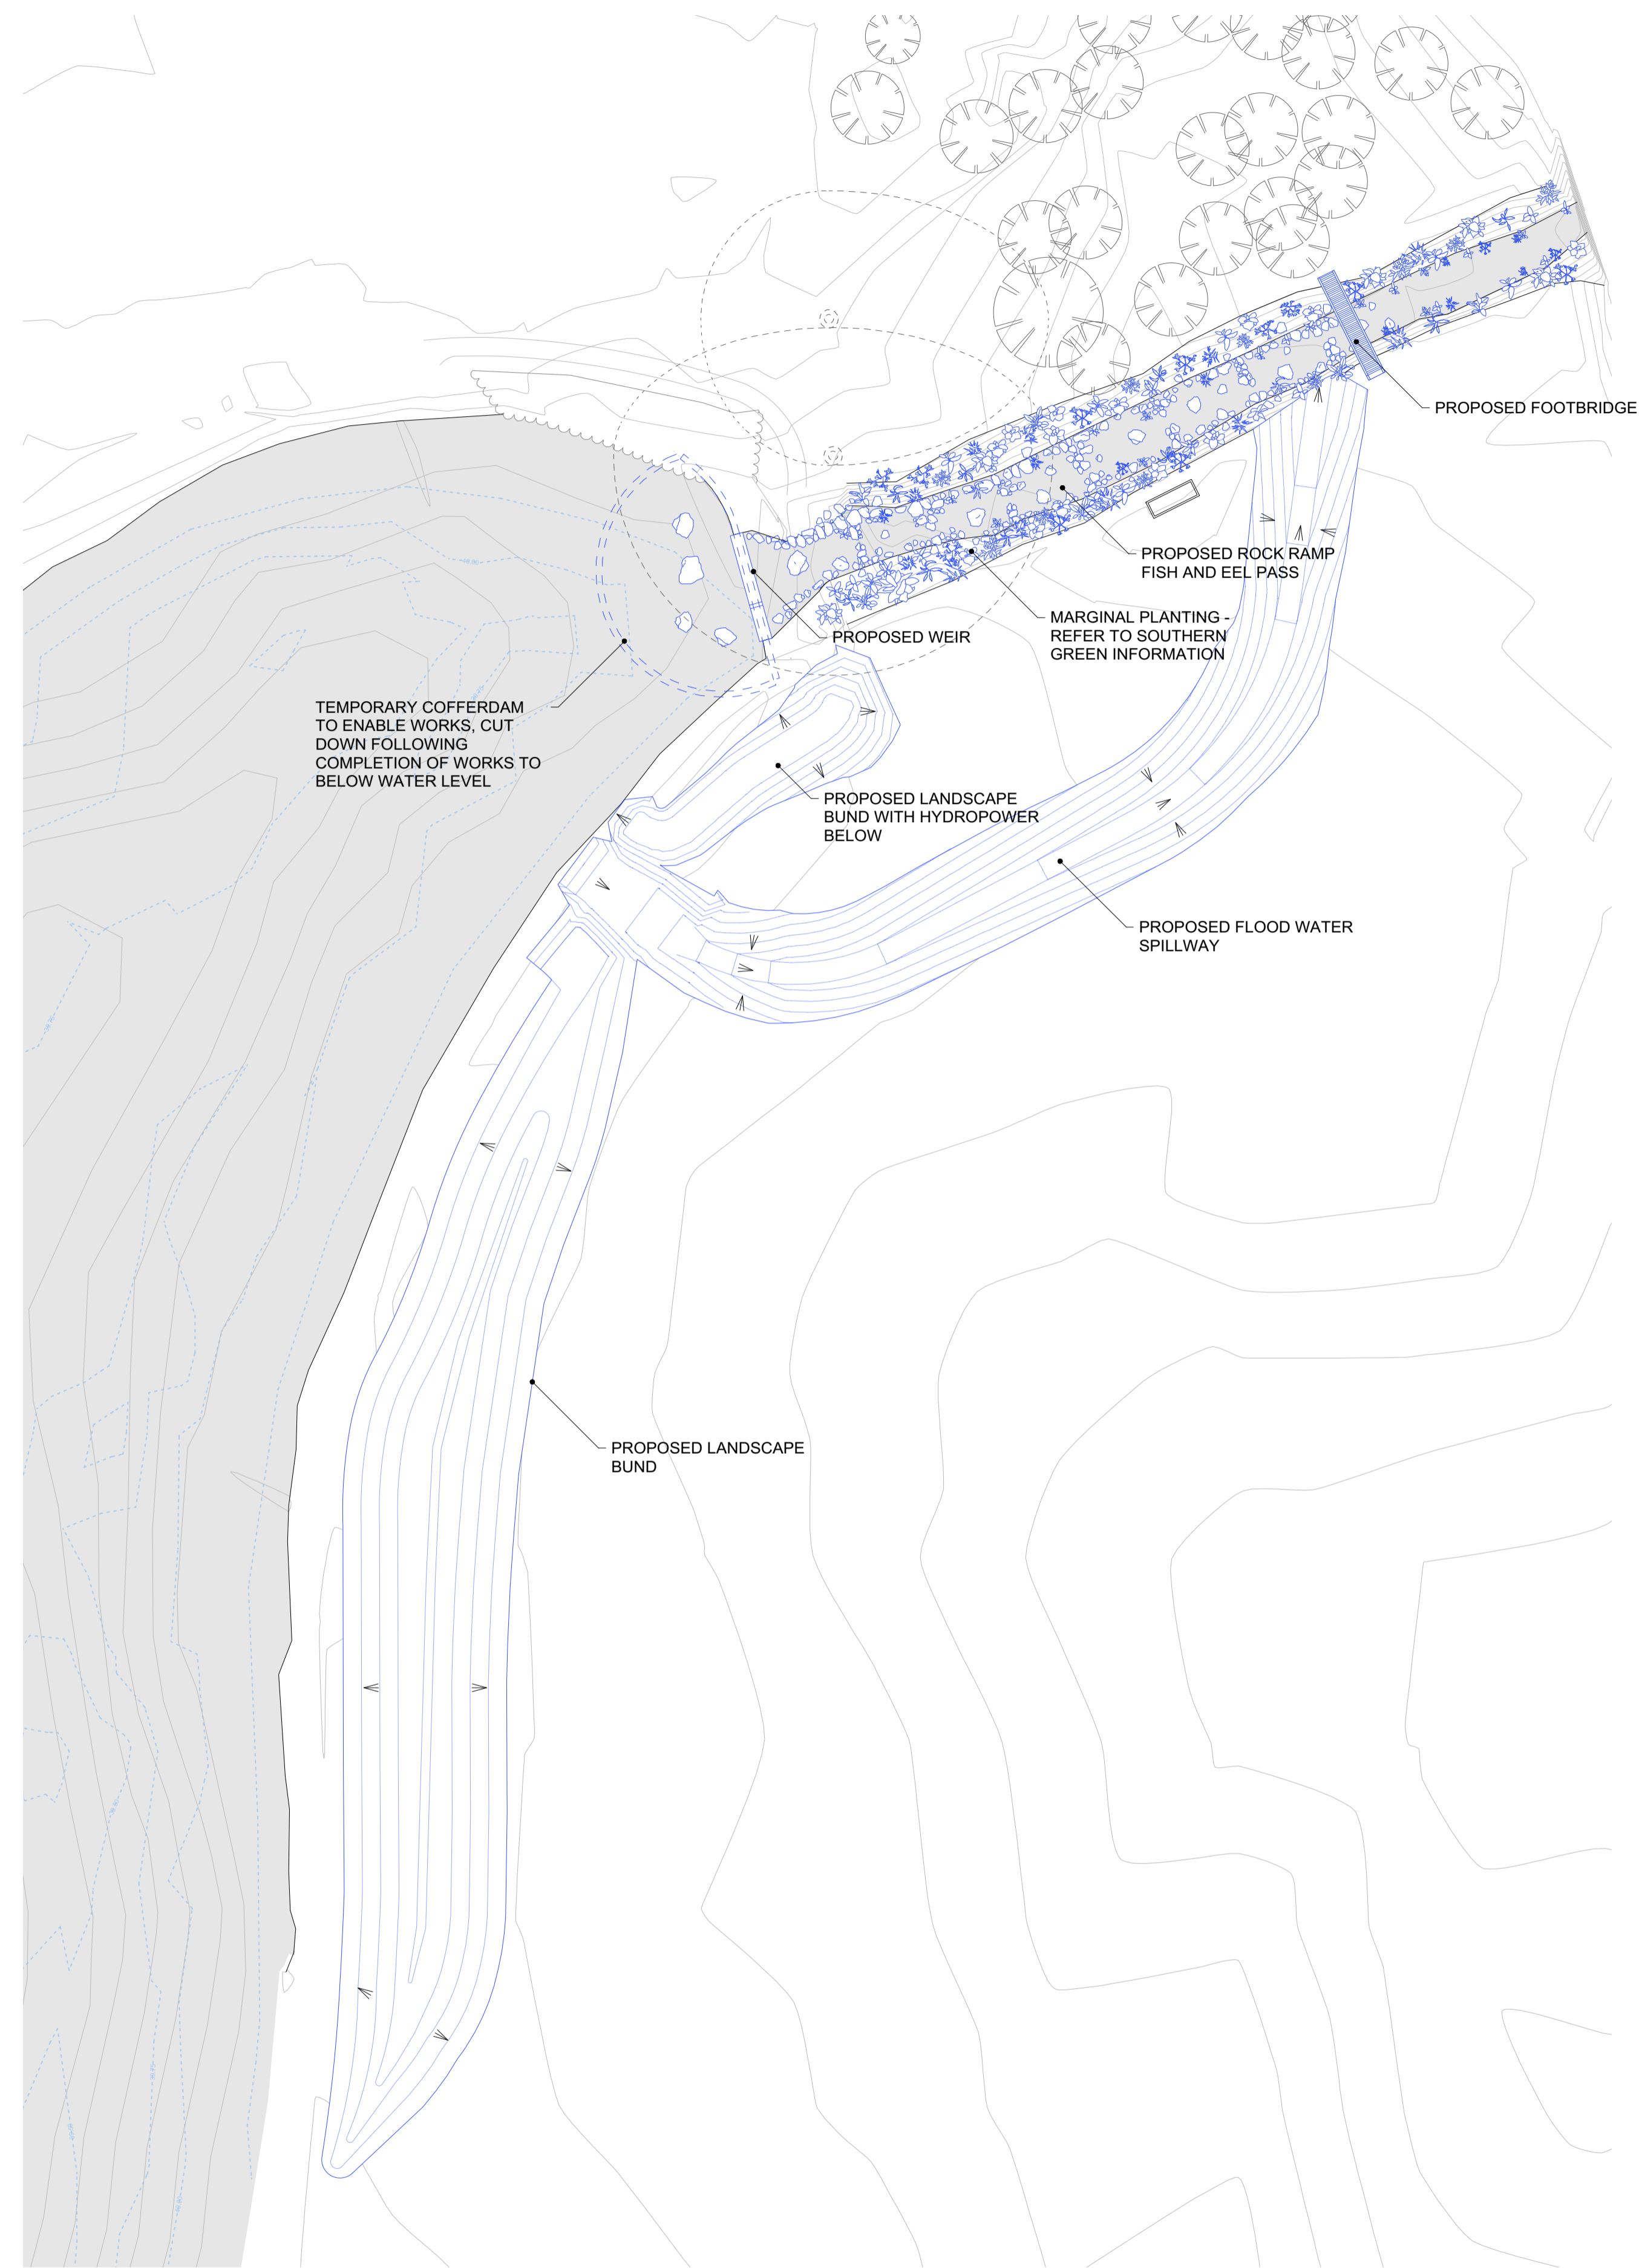 PROPOSED FOOTBRIDGE
PROPOSED ROCK RAMP
FISH AND EEL PASS
MARGINAL PLANTING -
REFER TO SOUTHERN
GREEN INFORMATION
PROPOSED WEIR
TEMPORARY COFFERDAM
TO ENABLE WORKS, CUT
DOWN FOLLOWING
COMPLETION OF WORKS TO
BELOW WATER LEVEL
PROPOSED LANDSCAPE
BUND WITH HYDROPOWER
BELOW
PROPOSED FLOOD WATER
SPILLWAY
PROPOSED LANDSCAPE
BUND